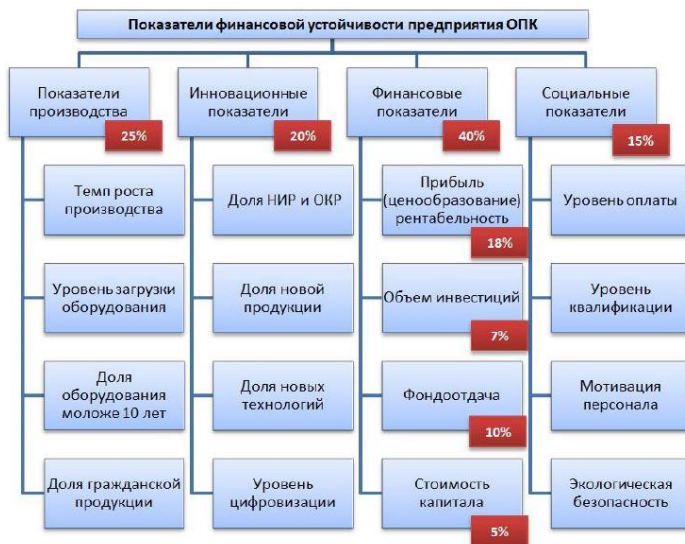 Показатели финансовой устойчивости предприятия ОПК
Показатели
производства
25%
Темп роста
производства
Уровень загрузки
оборудования
Доля
оборудования
моложе 10 лет
Доля гражданской
продукции
Инновационные
показатели
20%
Доля НИР и ОКР
Доля новой
продукции
Доля новых
технологий
Уровень
цифровизации
Финансовые
показатели
40%
Прибыль
(ценообразование)
рентабельность
18%
Объем инвестиций
7%
Фондоотдача
10%
Стоимость
капитала
5%
Социальные
показатели
15%
Уровень оплаты
Уровень
квалификации
Мотивация
персонала
Экологическая
безопасность